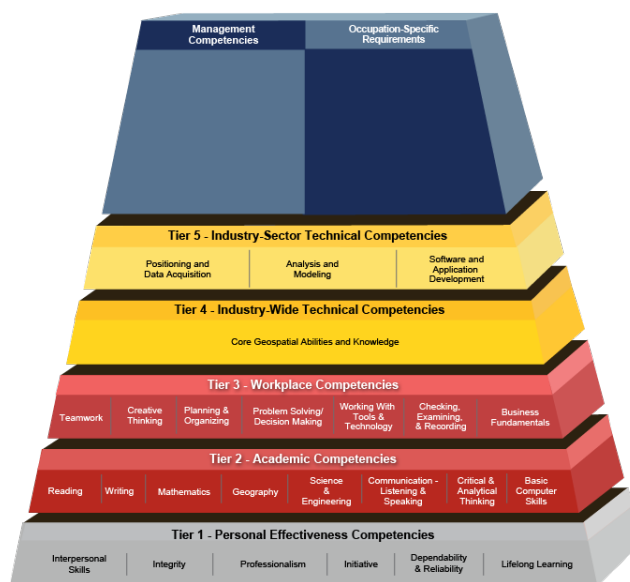 Management
Competencies
Occupation-Specific
Requirements
Tier 5 - Industry-Sector Technical Competencies
Positioning and
Data Acquisition
Analysis and
Modeling
Software and
Application
Development
Tier 4 - Industry-Wide Technical Competencies
Core Geospatial Abilities and Knowledge
Tier 3 - Workplace Competencies
Teamwork
Creative
Thinking
Planning &
Organizing
Problem Solving/
Decision Making
Working With
Tools &
Technology
Checking,
Examining,
& Recording
Business
Fundamentals
Tier 2 - Academic Competencies
Reading
Writing
Mathematics
Geography
Science
&
Engineering
Communication -
Listening &
Speaking
Critical &
Analytical
Thinking
Basic
Computer
Skills
Tier 1 - Personal Effectiveness Competencies
Interpersonal
Skills
Integrity
Professionalism
Initiative
Dependability
& Reliability
Lifelong Learning